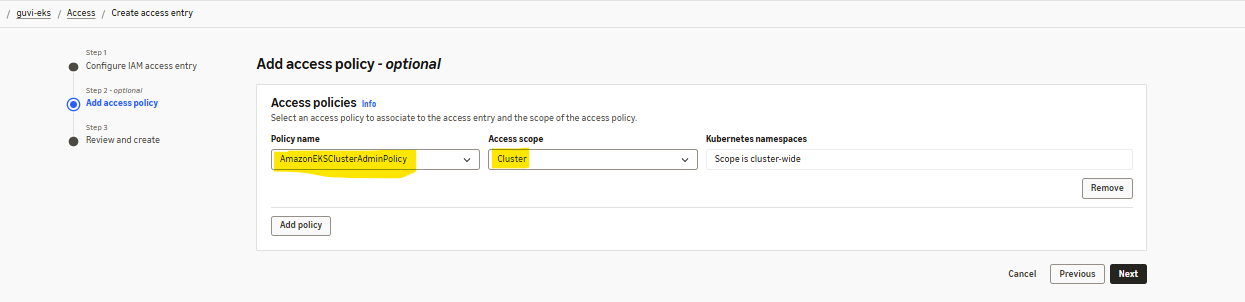 / guvi-eks / Access / Create access entry
Step 1
Configure IAM access entry
Step 2 - optional
Add access policy
Step 3
Review and create
Add access policy - optional
Access policies Info
Select an access policy to associate to the access entry and the scope of the access policy.
Policy name Access scope Kubernetes namespaces
AmazonEKSClusterAdminPolicy Cluster Scope is cluster-wide
Remove
Add policy
Cancel Previous Next